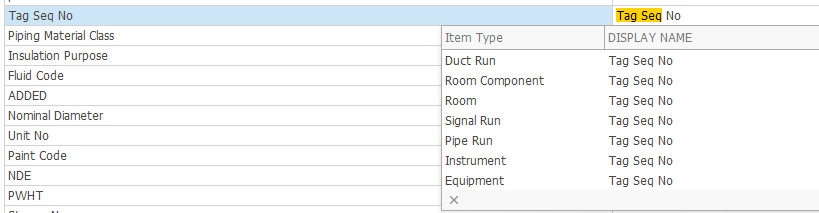 Tag Seq No Tag Seq No
Piping Material Class
Item Type DISPLAY NAME
Insulation Purpose
Duct Run Tag Seq No
Fluid Code
Room Component Tag Seq No
ADDED
Room Tag Seq No
Nominal Diameter
Signal Run Tag Seq No
Unit No
Pipe Run Tag Seq No
Paint Code
Instrument Tag Seq No
NDE
Equipment Tag Seq No
PWHT